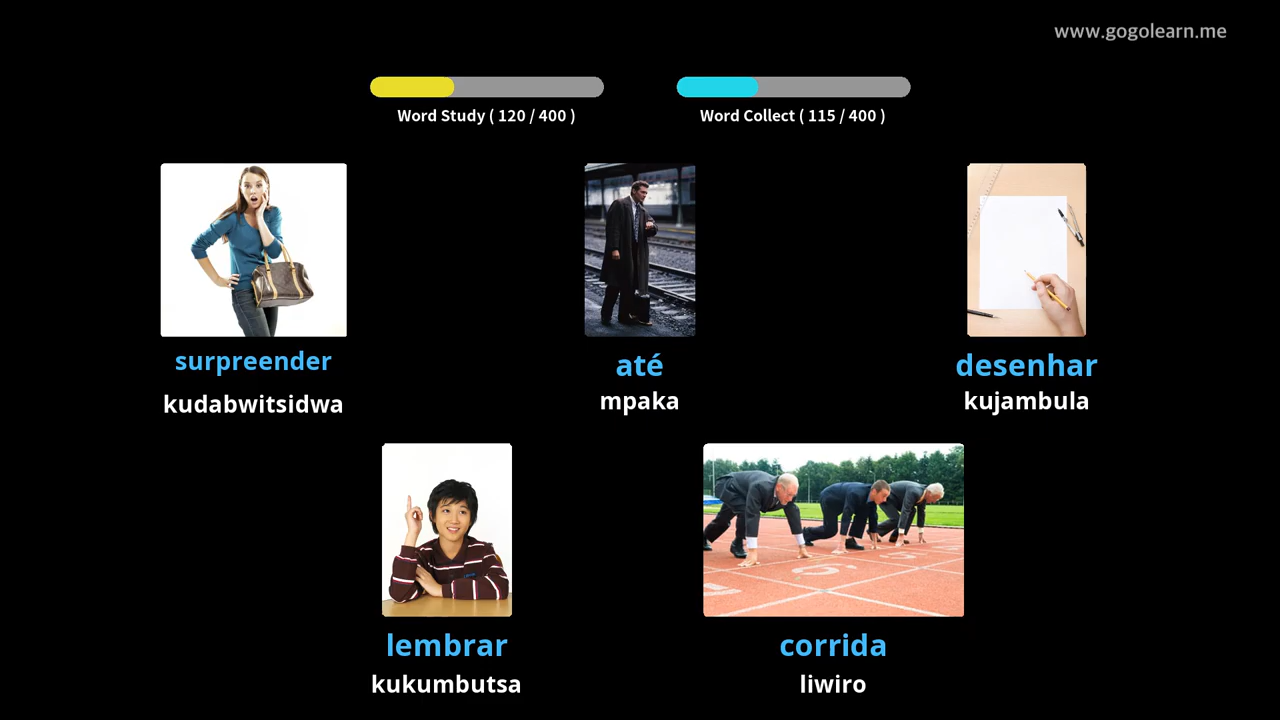 www.gogolearn.me
Word Study ( 120 / 400 )
Word Collect ( 115 / 400 )
surpreender
kudabwitsidwa
até
mpaka
desenhar
kujambula
lembrar
kukumbutsa
corrida
liwiro